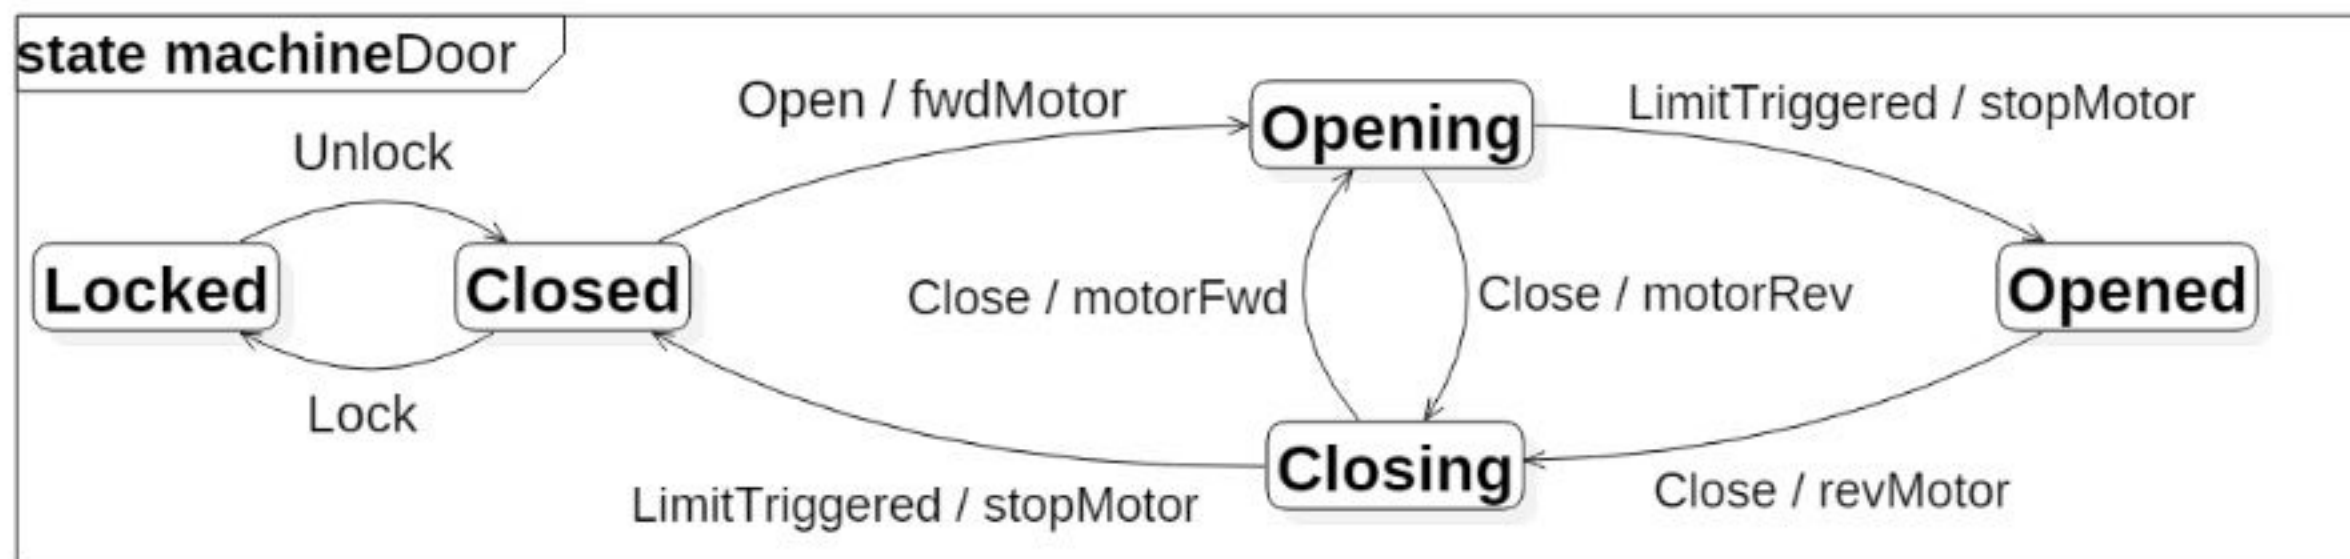 state machineDoor
Open / fwdMotor
Opening
LimitTriggered / stopMotor
Unlock
Locked
Closed
Close / motorFwd
Close / motorRev
Opened
Lock
LimitTriggered / stopMotor
Closing
Close / revMotor